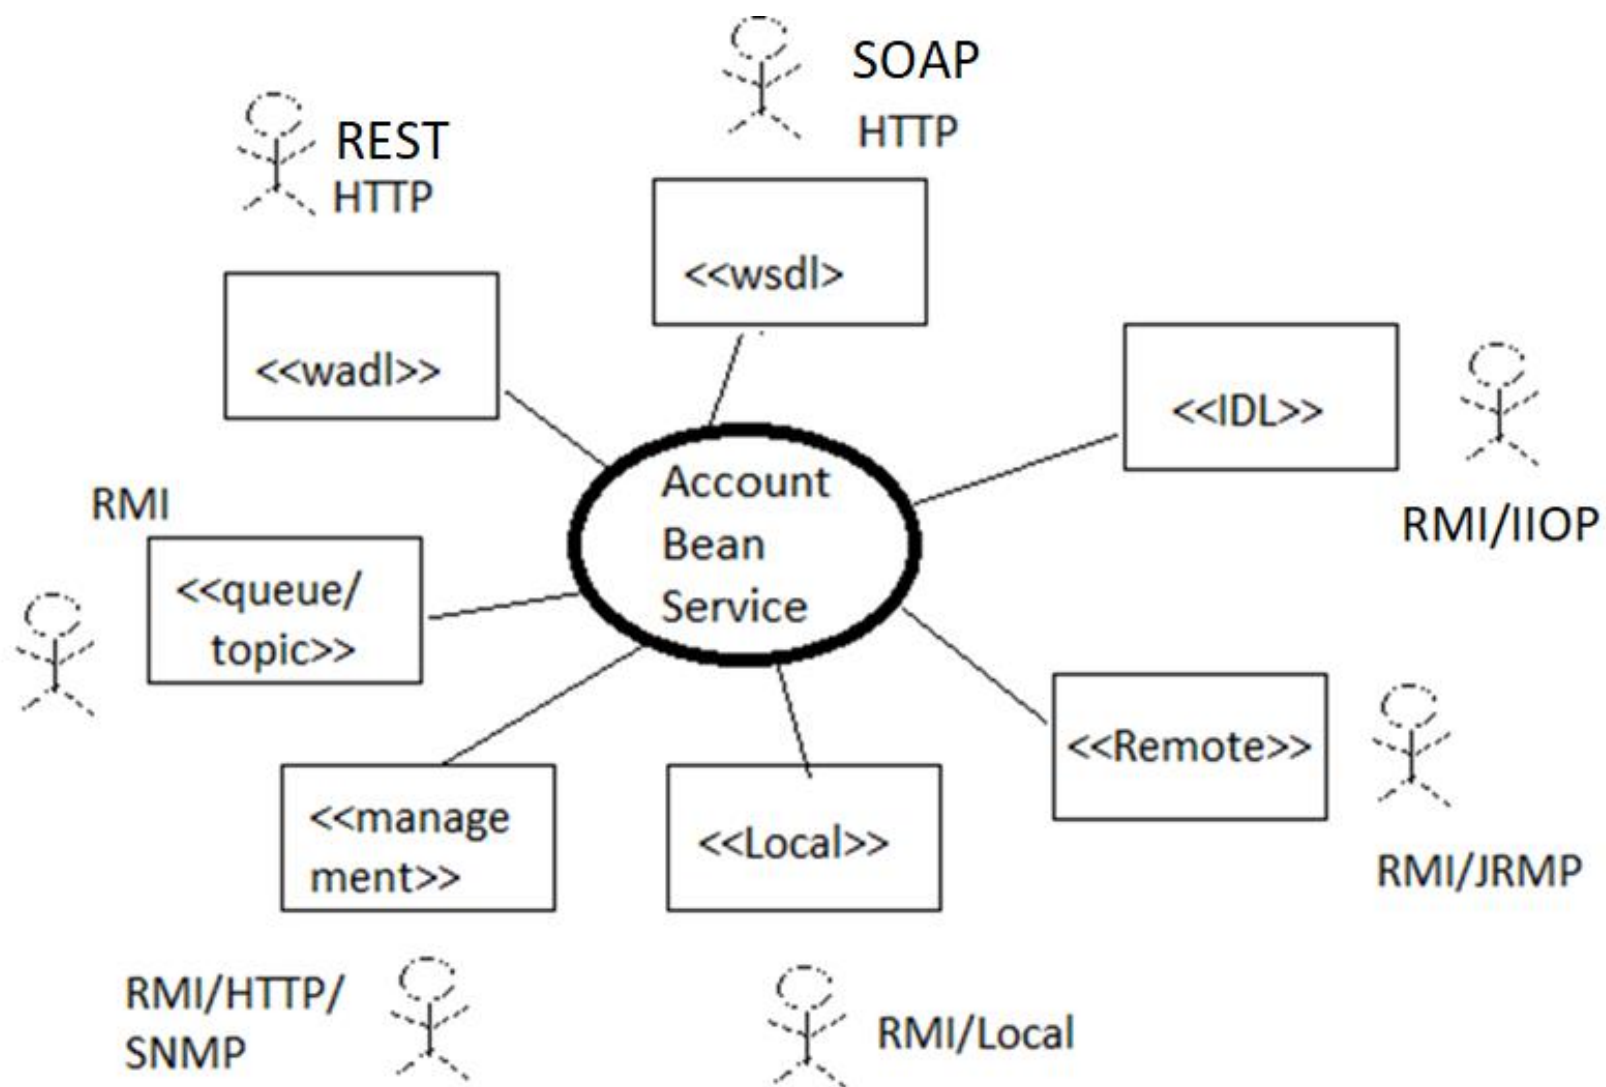 SOAP
HTTP
REST
HTTP
<<wsdl>
<<wadl>>
<<IDL>>
RMI/IIOP
Account
Bean
Service
RMI
<<queue/
topic>>
<<Remote>>
RMI/JRMP
<<manage
ment>>
<<Local>>
RMI/HTTP/
SNMP
RMI/Local